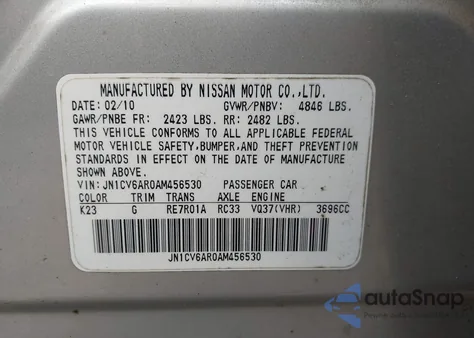 MANUFACTURED BY NISSAN MOTOR CO.,LTD.
DATE: 02/10 GVWR/PNBV: 4846 LBS.
GAWR/PNBE FR: 2423 LBS. RR: 2482 LBS.
THIS VEHICLE CONFORMS TO ALL APPLICABLE FEDERAL
MOTOR VEHICLE SAFETY, BUMPER, AND THEFT PREVENTION
STANDARDS IN EFFECT ON THE DATE OF MANUFACTURE
SHOWN ABOVE.
VIN: JN1CV6AR0AM456530 PASSENGER CAR
COLOR TRIM TRANS AXLE ENGINE
K23 G RE7R01A RC33 VQ37(VHR) 3696CC
JN1CV6AR0AM456530
autoSnap
www.autosnap.com